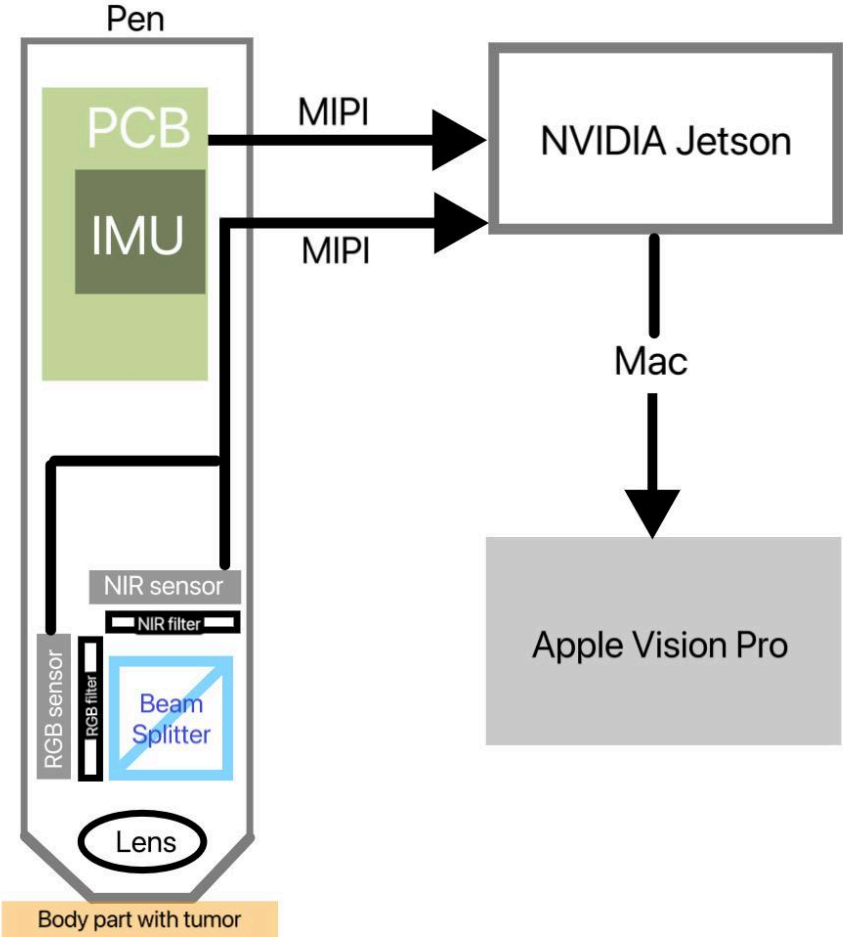 Pen
PCB
IMU
MIPI
MIPI
NVIDIA Jetson
Mac
Apple Vision Pro
NIR sensor
NIR filter
RGB sensor
RGB filter
Beam
Splitter
Lens
Body part with tumor